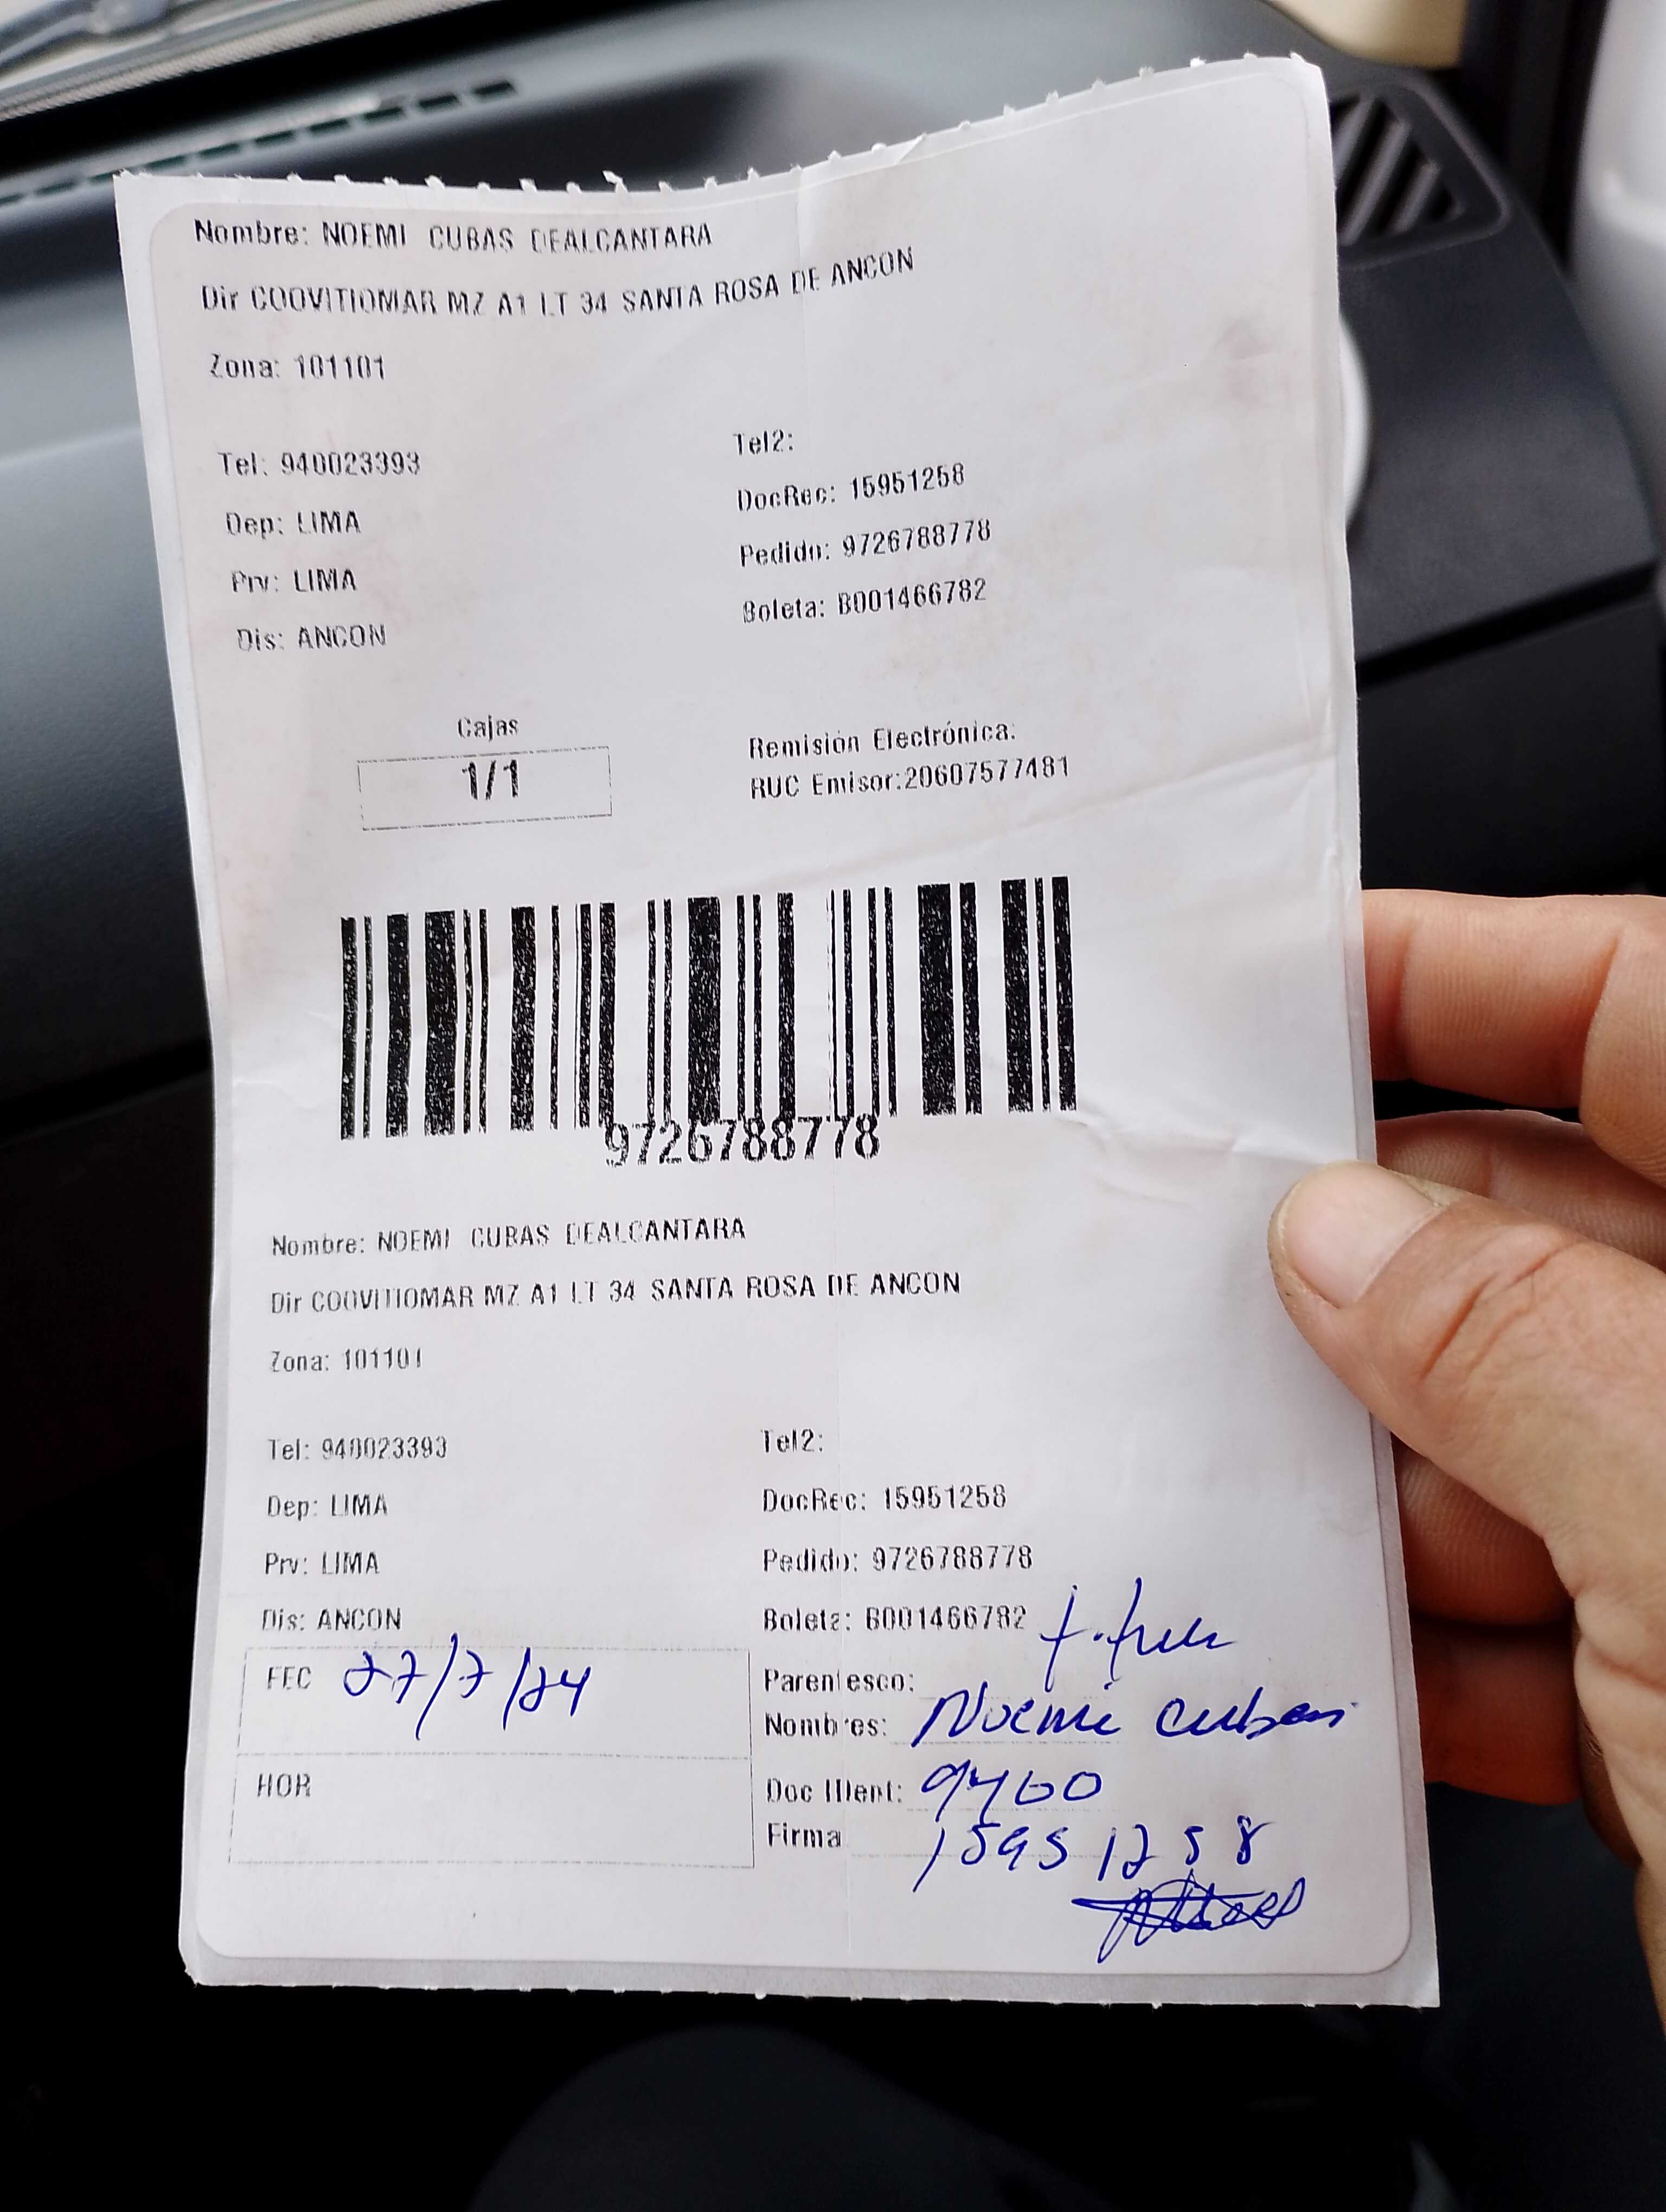 Nombre: NOEMI CUBAS DEALCANTARA
Dir COOVITIOMAR MZ A1 LT 34 SANTA ROSA DE ANCON
Zona: 101101
Tel: 940023393
Tel2:
Dep: LIMA
DocRec: 15951258
Prv: LIMA
Pedido: 9726788778
Dis: ANCON
Boleta: B001466782
Cajas
1/1
Remisión Electrónica:
RUC Emisor:20607577481
9726788778
Nombre: NOEMI CUBAS DEALCANTARA
Dir COOVITIOMAR MZ A1 LT 34 SANTA ROSA DE ANCON
Zona: 101101
Tel: 940023393
Tel2:
Dep: LIMA
DocRec: 15951258
Prv: LIMA
Pedido: 9726788778
Dis: ANCON
Boleta: B001466782
FEC 27/7/24
Parentesco:
Nombres: Noemi cubas
HOR
Doc Ident:
Firma 15951258